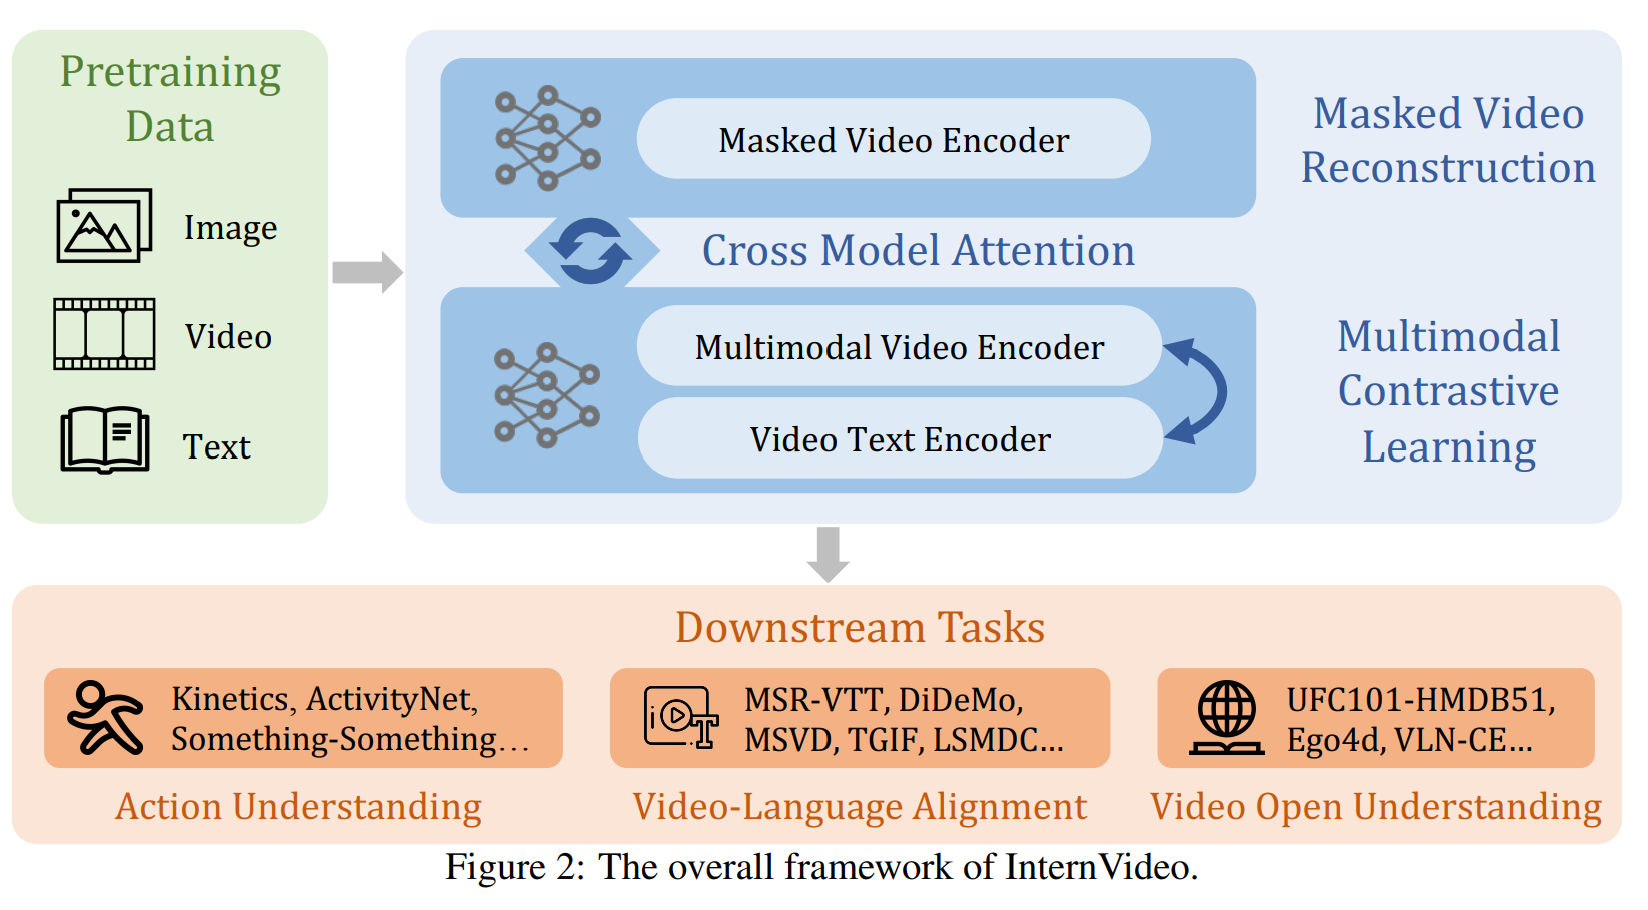 Pretraining
Data
Image
Video
Text
Masked Video Encoder
Masked Video
Reconstruction
Cross Model Attention
Multimodal Video Encoder
Video Text Encoder
Multimodal
Contrastive
Learning
Downstream Tasks
Kinetics, ActivityNet,
Something-Something...
Action Understanding
MSR-VTT, DiDeMo,
MSVD, TGIF, LSMDC...
Video-Language Alignment
UFC101-HMDB51,
Ego4d, VLN-CE...
Video Open Understanding
Figure 2: The overall framework of InternVideo.